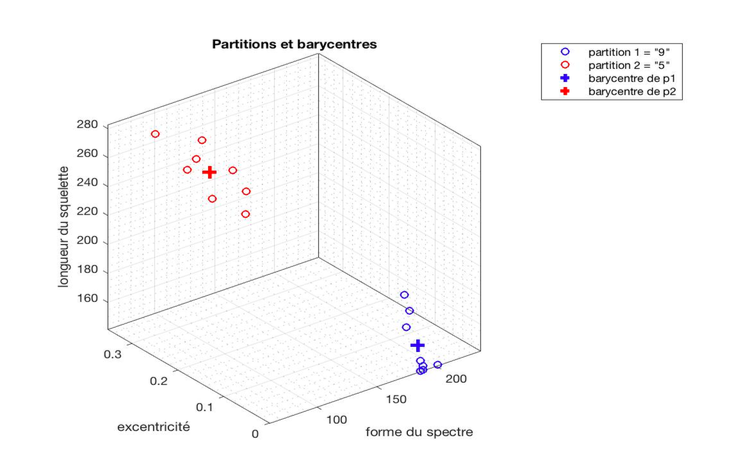 Partitions et barycentres
partition 1 = "9"
partition 2 = "5"
barycentre de p1
barycentre de p2
280
260
240
220
200
180
160
longueur du squelette
0.3
0.2
0.1
0
excentricité
100
150
200
forme du spectre